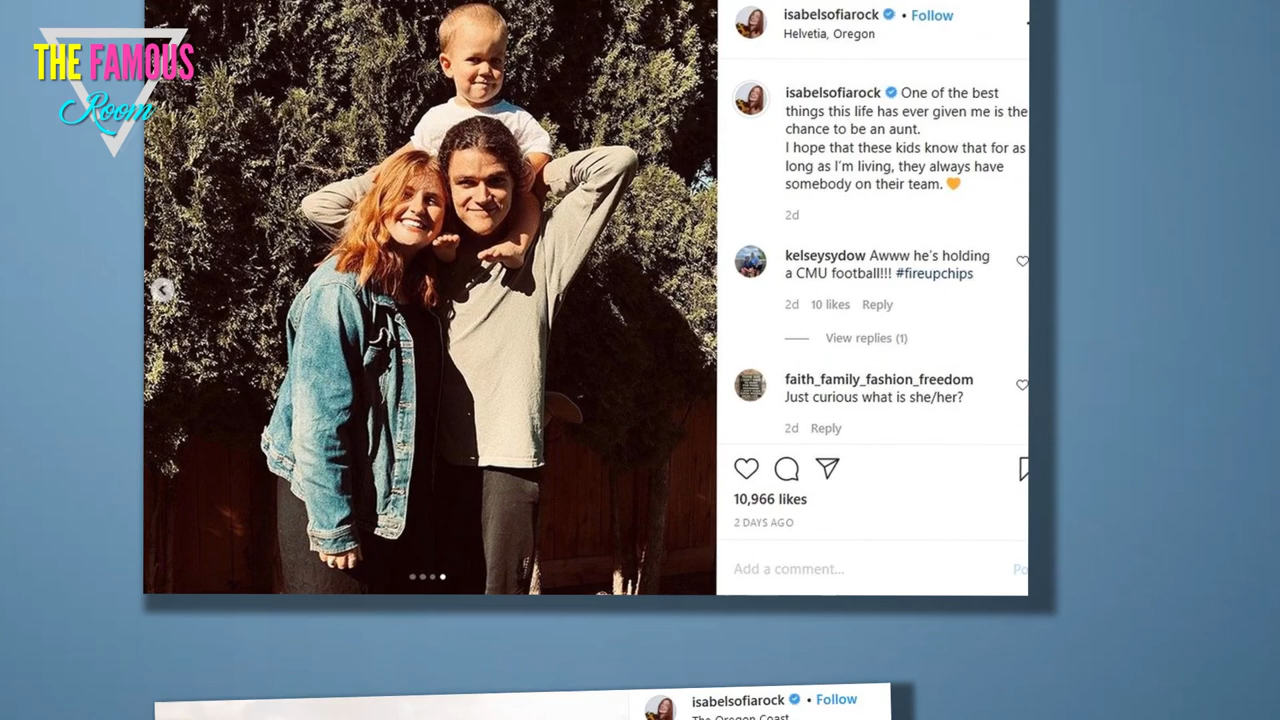 THE FAMOUS
Room
isabelsofiarock • Follow
Helvetia, Oregon
isabelsofiarock One of the best
things this life has ever given me is the
chance to be an aunt.
I hope that these kids know that for as
long as I'm living, they always have
somebody on their team. 🧡
2d
kelseysydow Awww he's holding
a CMU football!!! #fireupchips
2d 10 likes Reply
View replies (1)
faith_family_fashion_freedom
Just curious what is she/her?
2d Reply
10,966 likes
2 DAYS AGO
Add a comment... Po
isabelsofiarock • Follow
The Oregon Coast